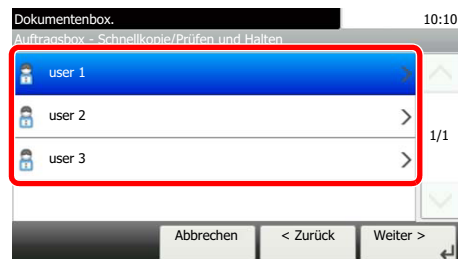 Dokumentenbox. 10:10
Auftragsbox - Schnellkopie/Prüfen und Halten
user 1
user 2
1/1
user 3
Abbrechen < Zurück Weiter >